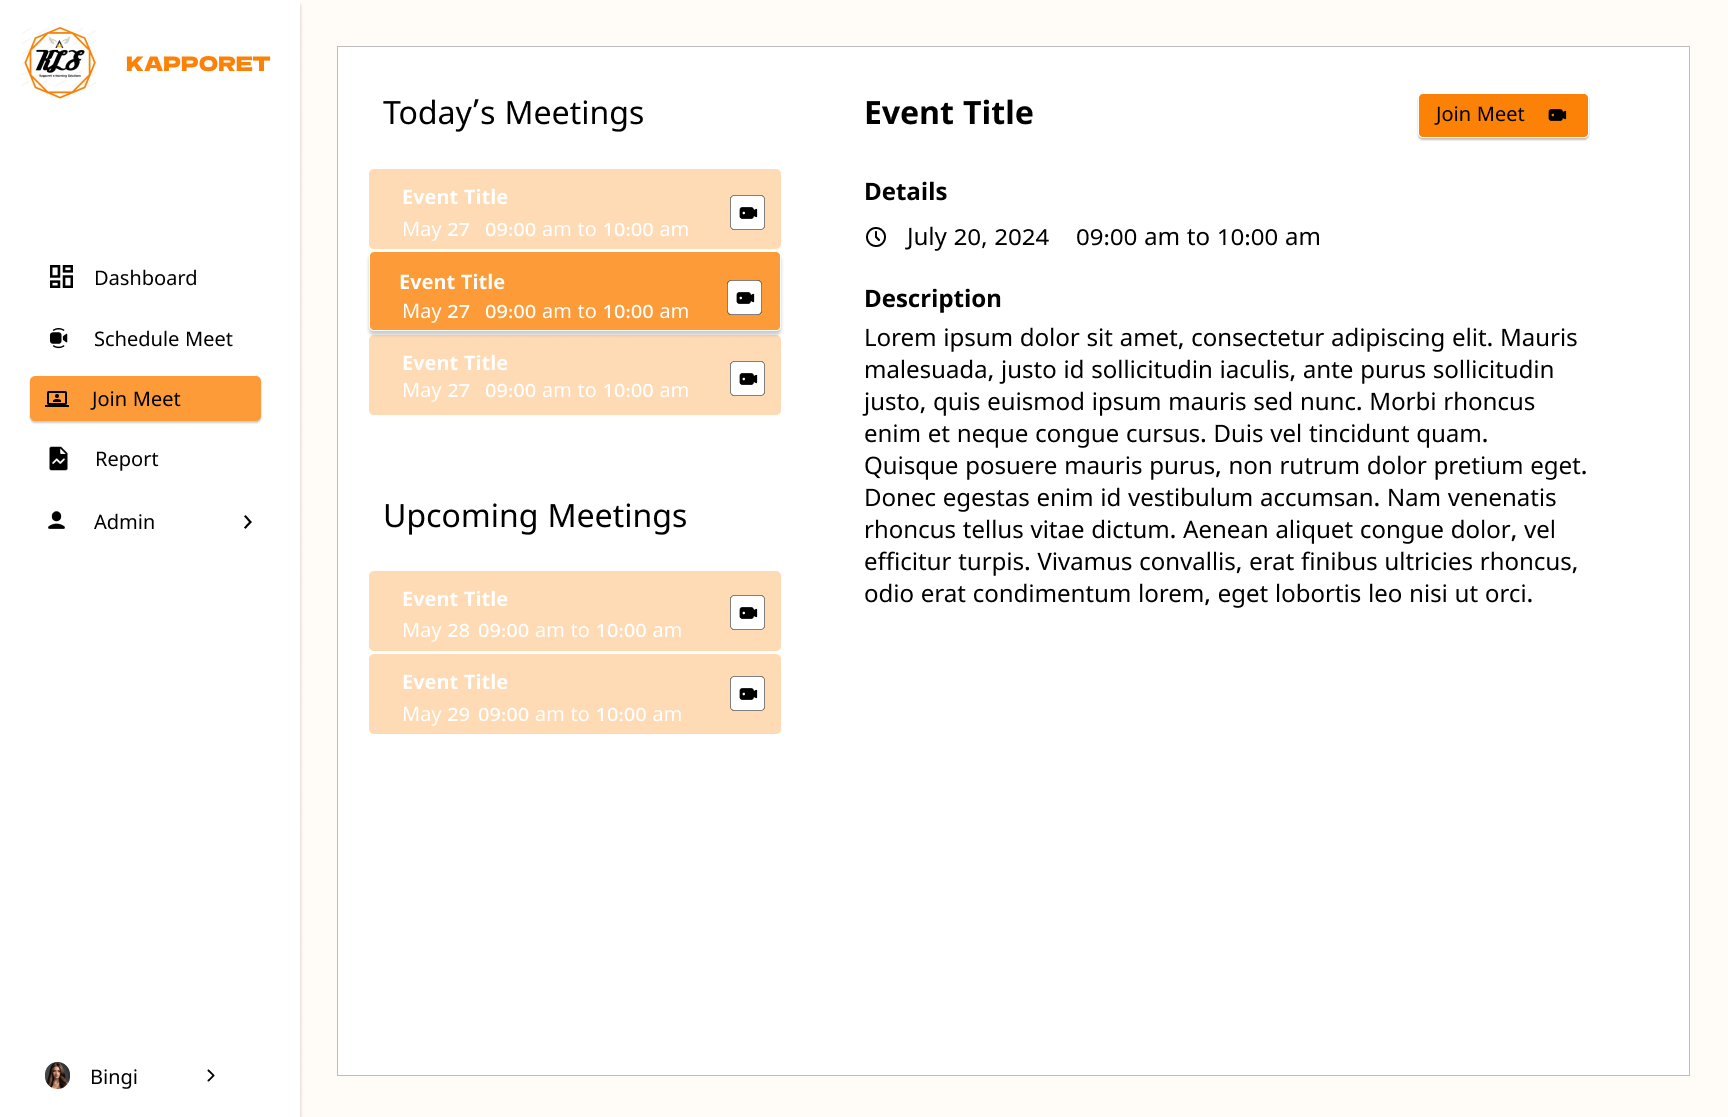 KLS
KAPPORET
Dashboard
Schedule Meet
Join Meet
Report
Admin
Bingi
Today’s Meetings
Event Title
May 27 09:00 am to 10:00 am
Event Title
May 27 09:00 am to 10:00 am
Event Title
May 27 09:00 am to 10:00 am
Upcoming Meetings
Event Title
May 28 09:00 am to 10:00 am
Event Title
May 29 09:00 am to 10:00 am
Event Title
Join Meet
Details
July 20, 2024 09:00 am to 10:00 am
Description
Lorem ipsum dolor sit amet, consectetur adipiscing elit. Mauris
malesuada, justo id sollicitudin iaculis, ante purus sollicitudin
justo, quis euismod ipsum mauris sed nunc. Morbi rhoncus
enim et neque congue cursus. Duis vel tincidunt quam.
Quisque posuere mauris purus, non rutrum dolor pretium eget.
Donec egestas enim id vestibulum accumsan. Nam venenatis
rhoncus tellus vitae dictum. Aenean aliquet congue dolor, vel
efficitur turpis. Vivamus convallis, erat finibus ultricies rhoncus,
odio erat condimentum lorem, eget lobortis leo nisi ut orci.